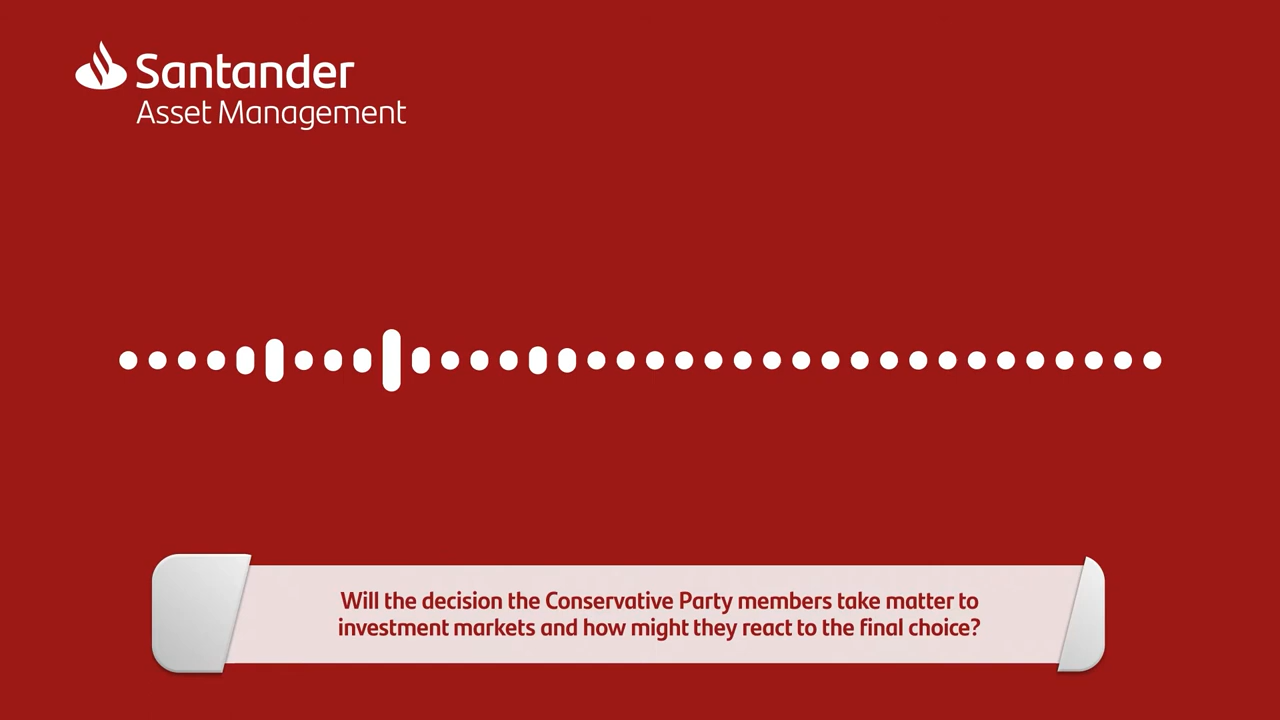 Santander
Asset Management
Will the decision the Conservative Party members take matter to
investment markets and how might they react to the final choice?